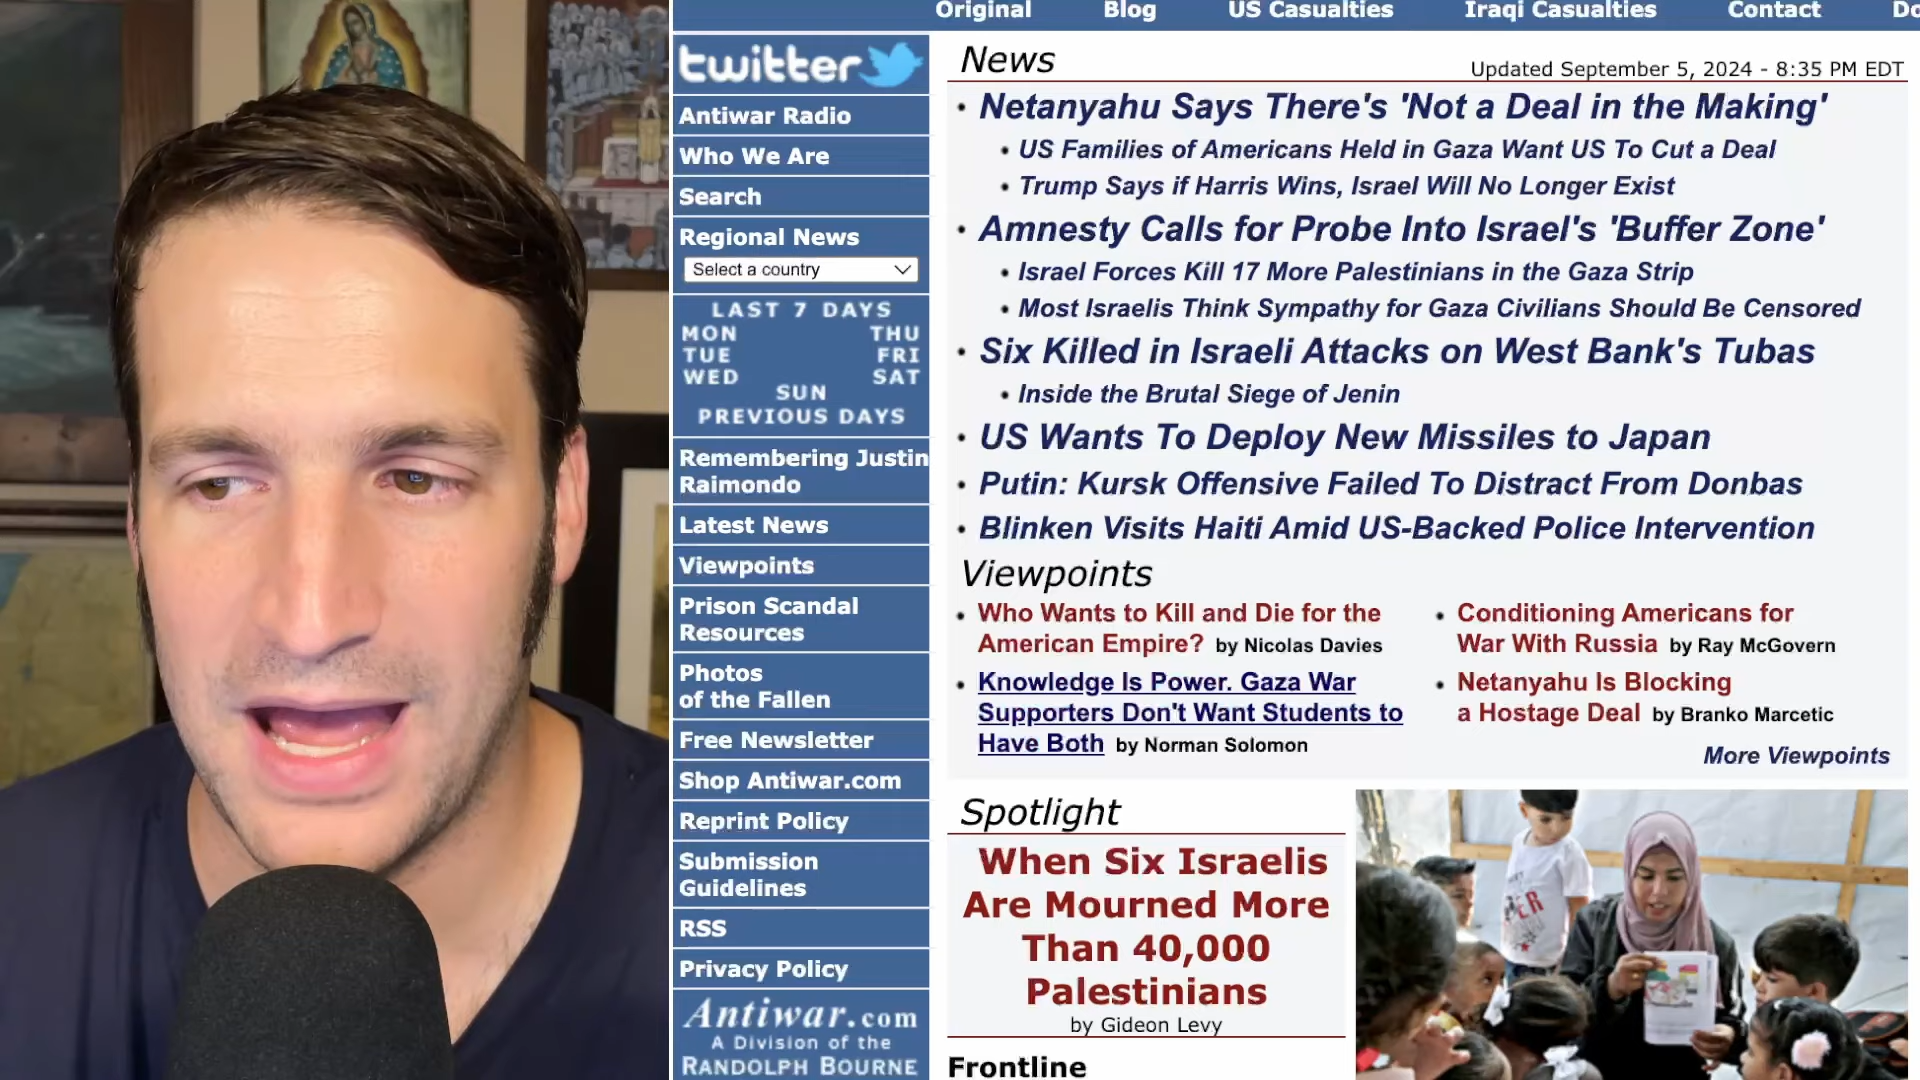 Original Blog US Casualties Iraqi Casualties Contact Do
twitter
Antiwar Radio
Who We Are
Search
Regional News
Select a country
LAST 7 DAYS
MON THU
TUE FRI
WED SAT
SUN
PREVIOUS DAYS
Remembering Justin
Raimondo
Latest News
Viewpoints
Prison Scandal
Resources
Photos
of the Fallen
Free Newsletter
Shop Antiwar.com
Reprint Policy
Submission
Guidelines
RSS
Privacy Policy
Antiwar.com
A Division of the
RANDOLPH BOURNE
News
Updated September 5, 2024 - 8:35 PM EDT
• Netanyahu Says There's 'Not a Deal in the Making'
• US Families of Americans Held in Gaza Want US To Cut a Deal
• Trump Says if Harris Wins, Israel Will No Longer Exist
• Amnesty Calls for Probe Into Israel's 'Buffer Zone'
• Israel Forces Kill 17 More Palestinians in the Gaza Strip
• Most Israelis Think Sympathy for Gaza Civilians Should Be Censored
• Six Killed in Israeli Attacks on West Bank's Tubas
• Inside the Brutal Siege of Jenin
• US Wants To Deploy New Missiles to Japan
• Putin: Kursk Offensive Failed To Distract From Donbas
• Blinken Visits Haiti Amid US-Backed Police Intervention
Viewpoints
• Who Wants to Kill and Die for the
American Empire? by Nicolas Davies
• Knowledge Is Power. Gaza War
Supporters Don't Want Students to
Have Both by Norman Solomon
• Conditioning Americans for
War With Russia by Ray McGovern
• Netanyahu Is Blocking
a Hostage Deal by Branko Marcetic
More Viewpoints
Spotlight
When Six Israelis
Are Mourned More
Than 40,000
Palestinians
by Gideon Levy
Frontline